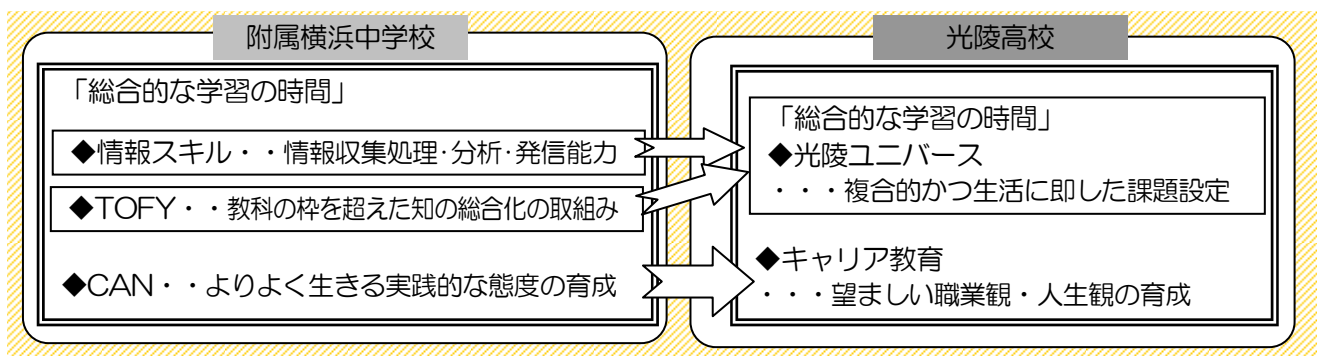 附属横浜中学校
「総合的な学習の時間」
◆情報スキル・・情報収集処理・分析・発信能力
◆TOFY・・教科の枠を超えた知の総合化の取組み
◆CAN・・よりよく生きる実践的な態度の育成
光陵高校
「総合的な学習の時間」
◆光陵ユニバース
・・・複合的かつ生活に即した課題設定
◆キャリア教育
・・・望ましい職業観・人生観の育成